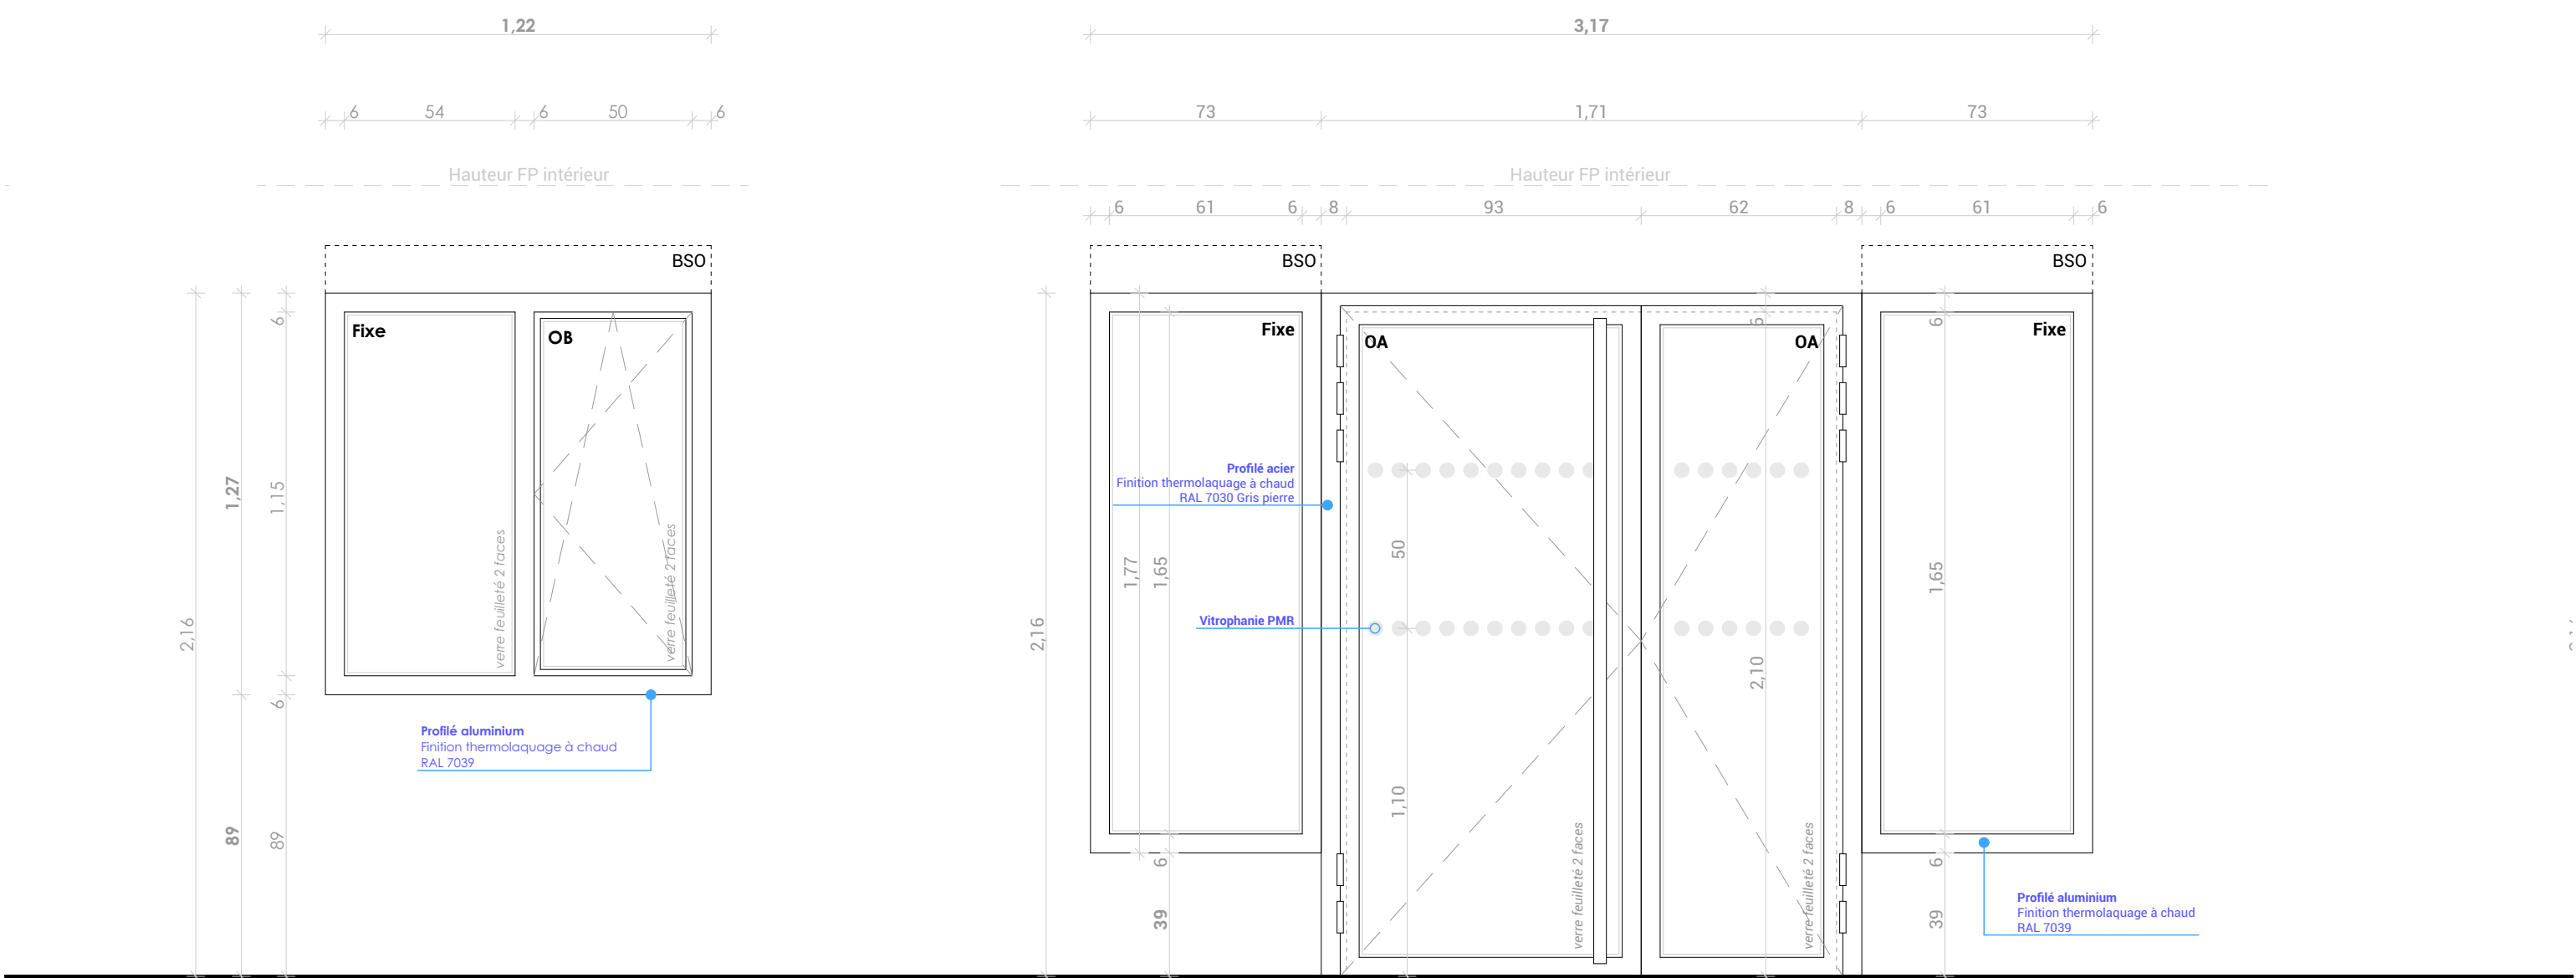 1,22
3,17
6 54 6 50 6
73 1,71 73
Hauteur FP intérieur
Hauteur FP intérieur
6 61 6 8 93 62 8 6 61 6
BSO
BSO
BSO
Fixe
OB
verre feuilleté 2 faces
verre feuilleté 2 faces
2,16
1,27
89
6
1,15
6
89
Profilé aluminium
Finition thermolaquage à chaud
RAL 7039
2,16
Fixe
1,77
1,65
6
39
Profilé acier
Finition thermolaquage à chaud
RAL 7030 Gris pierre
Vitrophanie PMR
OA
50
1,10
verre feuilleté 2 faces
OA
6
2,10
verre feuilleté 2 faces
Fixe
6
1,65
6
39
Profilé aluminium
Finition thermolaquage à chaud
RAL 7039